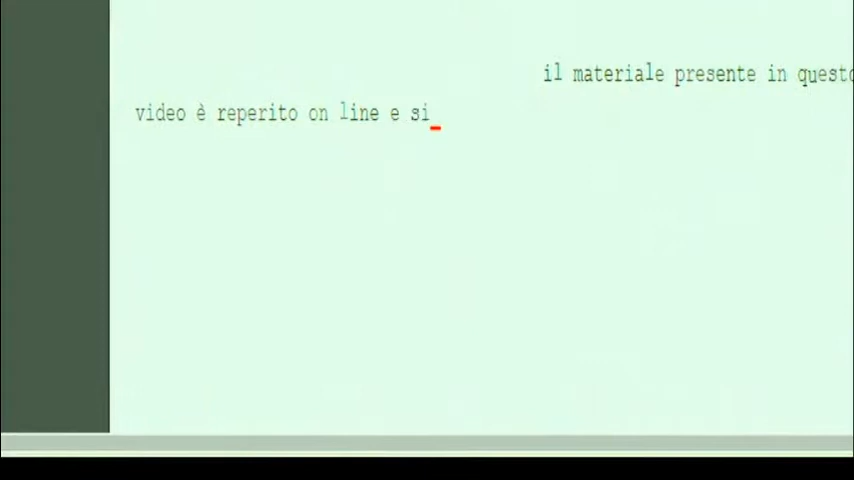 il materiale presente in questo
video è reperito on line e si